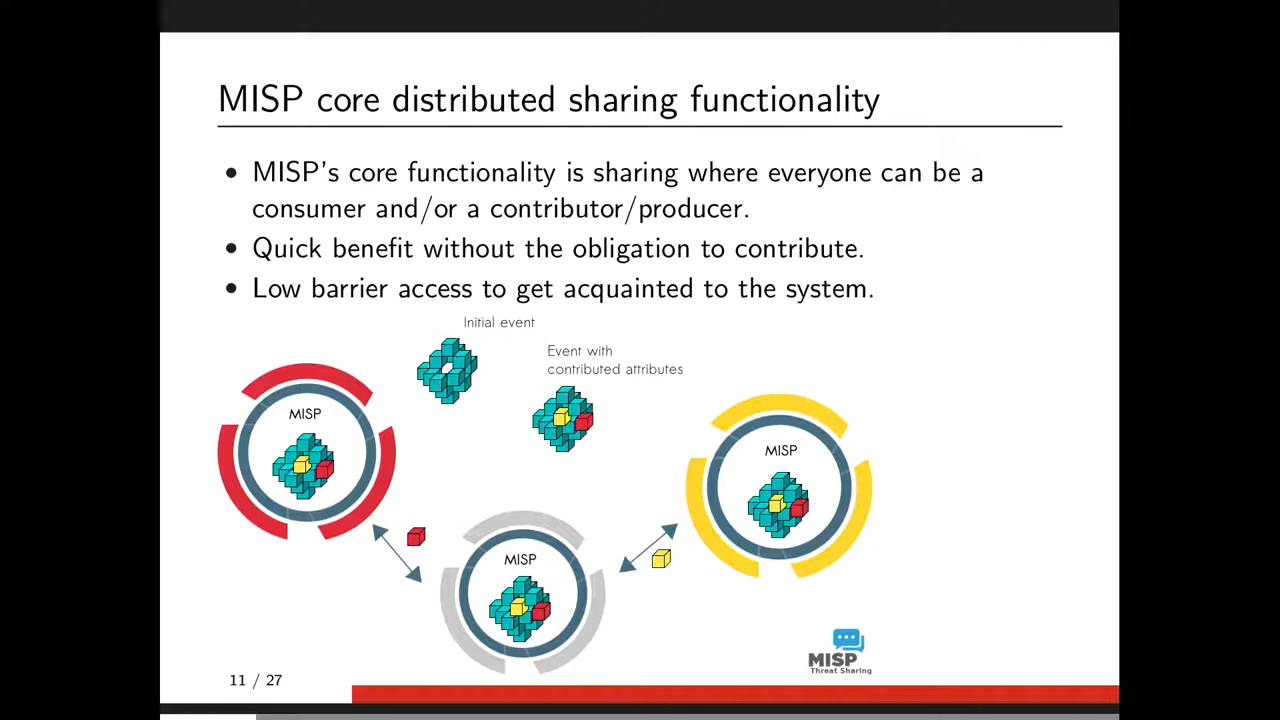 MISP core distributed sharing functionality
• MISP's core functionality is sharing where everyone can be a
consumer and/or a contributor/producer.
• Quick benefit without the obligation to contribute.
• Low barrier access to get acquainted to the system.
Initial event
Event with
contributed attributes
MISP
MISP
MISP
MISP
Threat Sharing
11 / 27